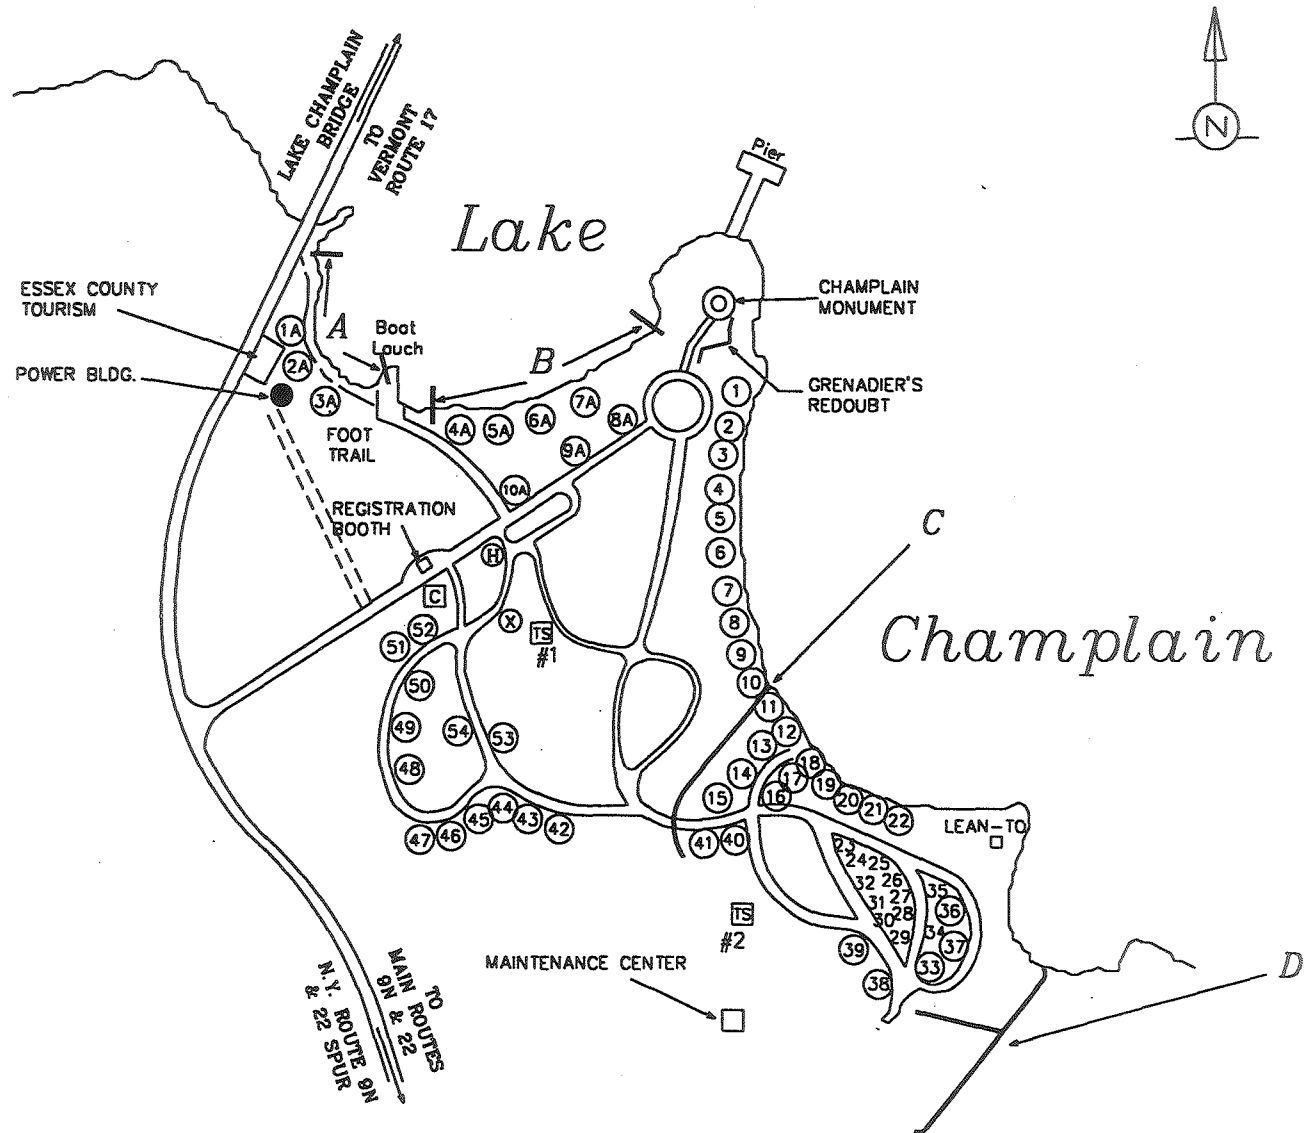 LAKE CHAMPLAIN
BRIDGE
TO
VERMONT
ROUTE 17
N
Pier
Lake
ESSEX COUNTY
TOURISM
CHAMPLAIN
MONUMENT
A
Boat
Louch
B
1A
2A
3A
POWER BLDG.
GRENADIER'S
REDOUBT
FOOT
TRAIL
4A
5A
6A
7A
8A
9A
10A
REGISTRATION
BOOTH
H
C
X
TS
#1
C
Champlain
1
2
3
4
5
6
7
8
9
10
11
12
13
14
15
16
17
18
19
20
21
22
LEAN-TO
23
24
25
26
27
28
29
30
31
32
33
34
35
36
37
38
39
40
41
42
43
44
45
46
47
48
49
50
51
52
53
54
TS
#2
MAINTENANCE CENTER
D
TO
MAIN ROUTES
9N & 22
N.Y. ROUTE 9N
& 22 SPUR